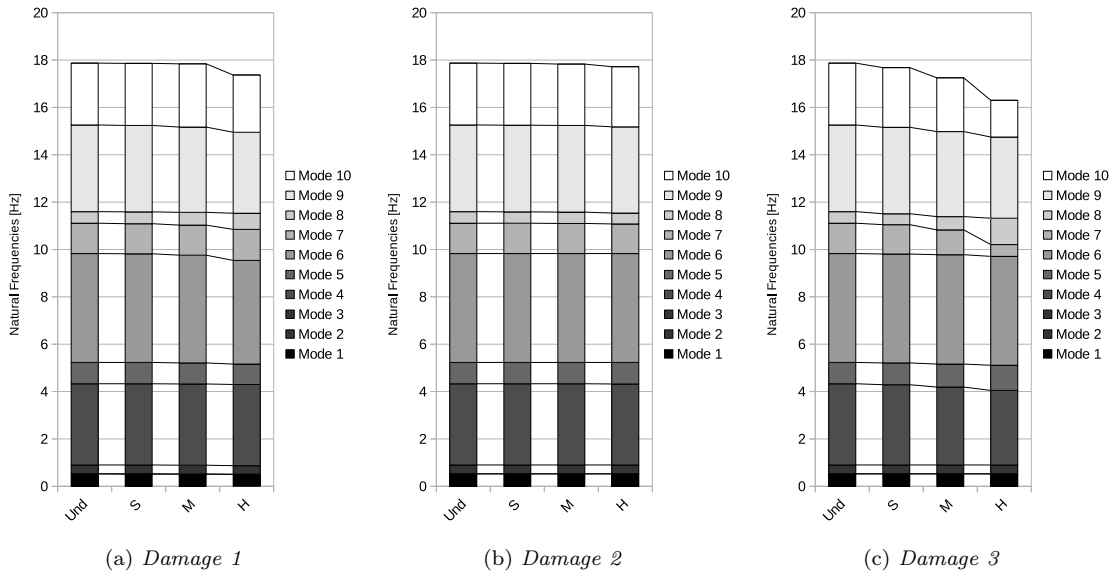 20
18
16
14
12
10
8
6
4
2
0
Natural Frequencies [Hz]
Und
S
M
H
Mode 10
Mode 9
Mode 8
Mode 7
Mode 6
Mode 5
Mode 4
Mode 3
Mode 2
Mode 1
(a) Damage 1
20
18
16
14
12
10
8
6
4
2
0
Natural Frequencies [Hz]
Und
S
M
H
Mode 10
Mode 9
Mode 8
Mode 7
Mode 6
Mode 5
Mode 4
Mode 3
Mode 2
Mode 1
(b) Damage 2
20
18
16
14
12
10
8
6
4
2
0
Natural Frequencies [Hz]
Und
S
M
H
Mode 10
Mode 9
Mode 8
Mode 7
Mode 6
Mode 5
Mode 4
Mode 3
Mode 2
Mode 1
(c) Damage 3